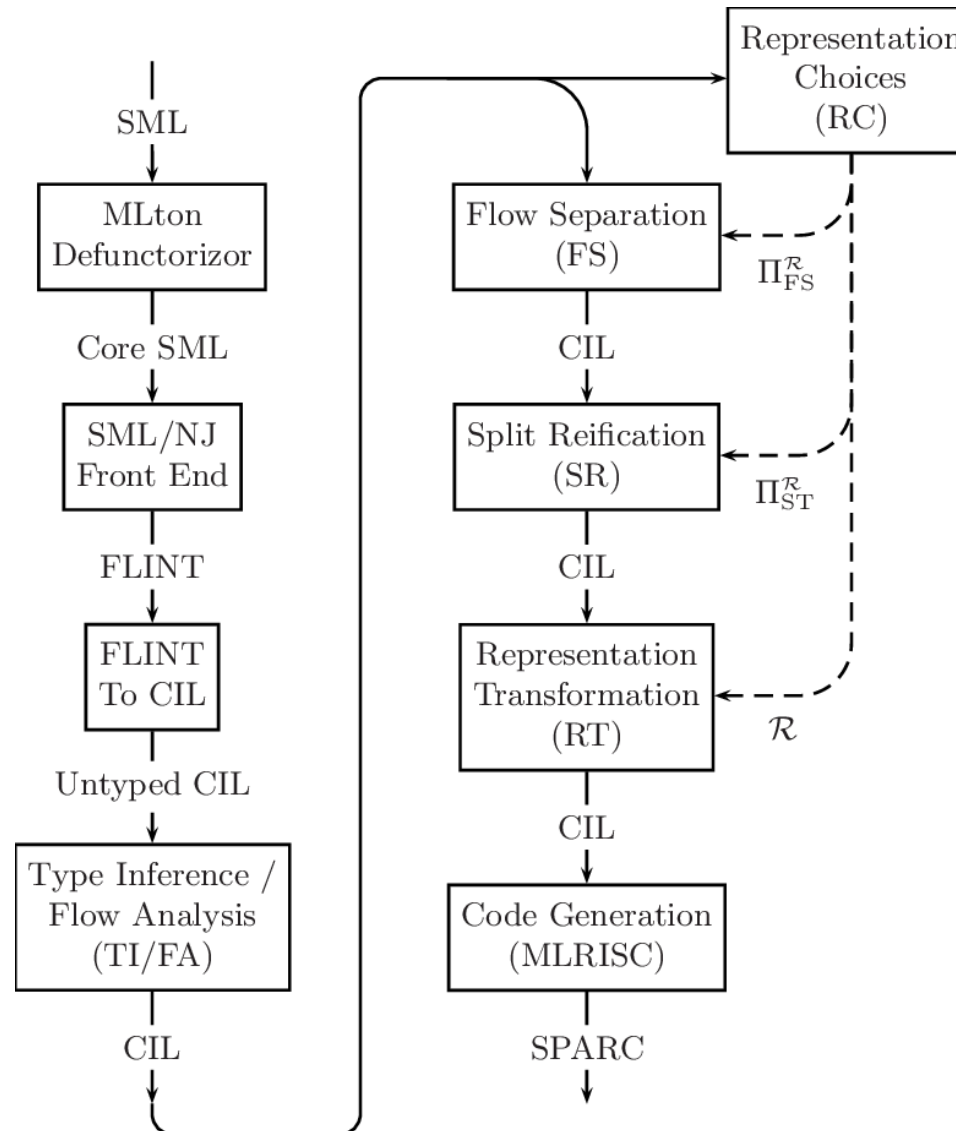 SML
MLton
Defunctorizor
Core SML
SML/NJ
Front End
FLINT
FLINT
To CIL
Untyped CIL
Type Inference /
Flow Analysis
(TI/FA)
CIL
Representation
Choices
(RC)
Flow Separation
(FS)
Π^ℛ_FS
CIL
Split Reification
(SR)
Π^ℛ_ST
CIL
Representation
Transformation
(RT)
ℛ
CIL
Code Generation
(MLRISC)
SPARC